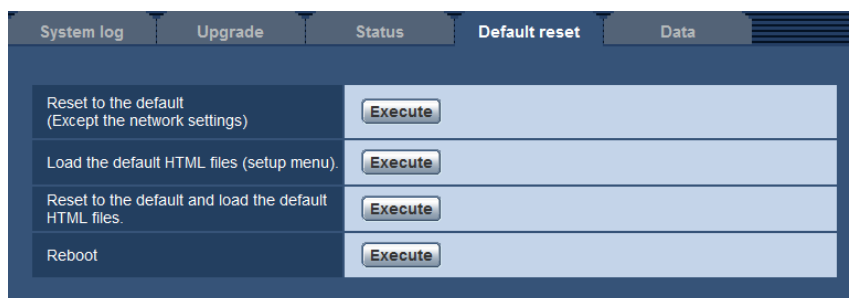 System log Upgrade Status Default reset Data
Reset to the default
(Except the network settings)
Execute
Load the default HTML files (setup menu).
Execute
Reset to the default and load the default
HTML files.
Execute
Reboot
Execute